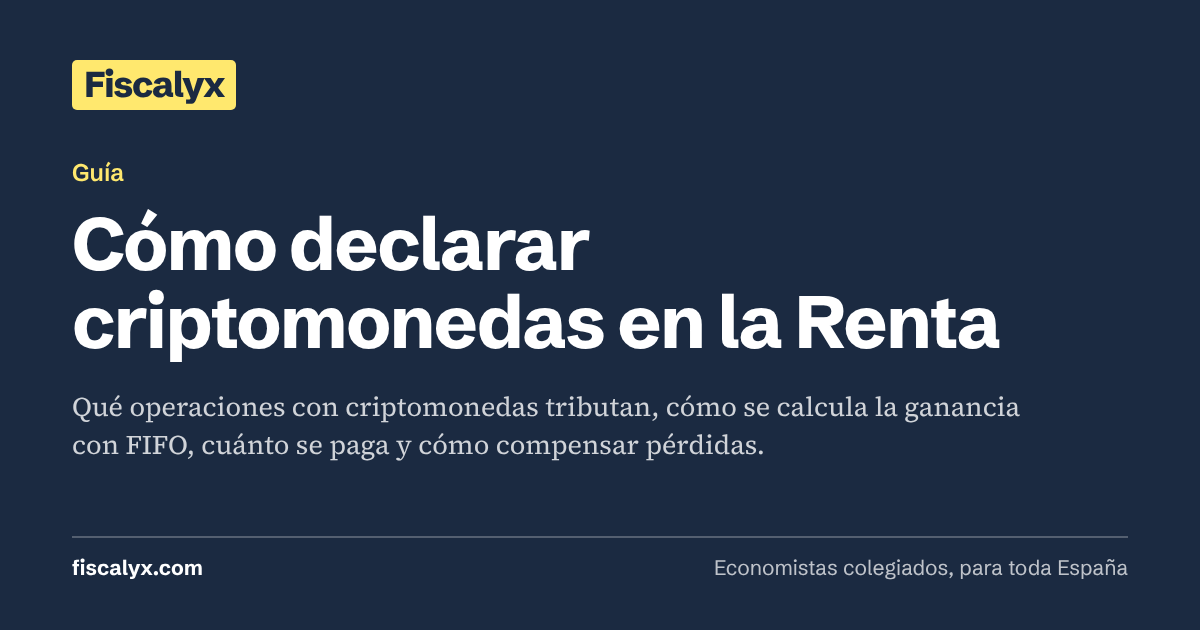 Fiscalyx
Guía
Cómo declarar
criptomonedas en la Renta
Qué operaciones con criptomonedas tributan, cómo se calcula la ganancia
con FIFO, cuánto se paga y cómo compensar pérdidas.
fiscalyx.com
Economistas colegiados, para toda España